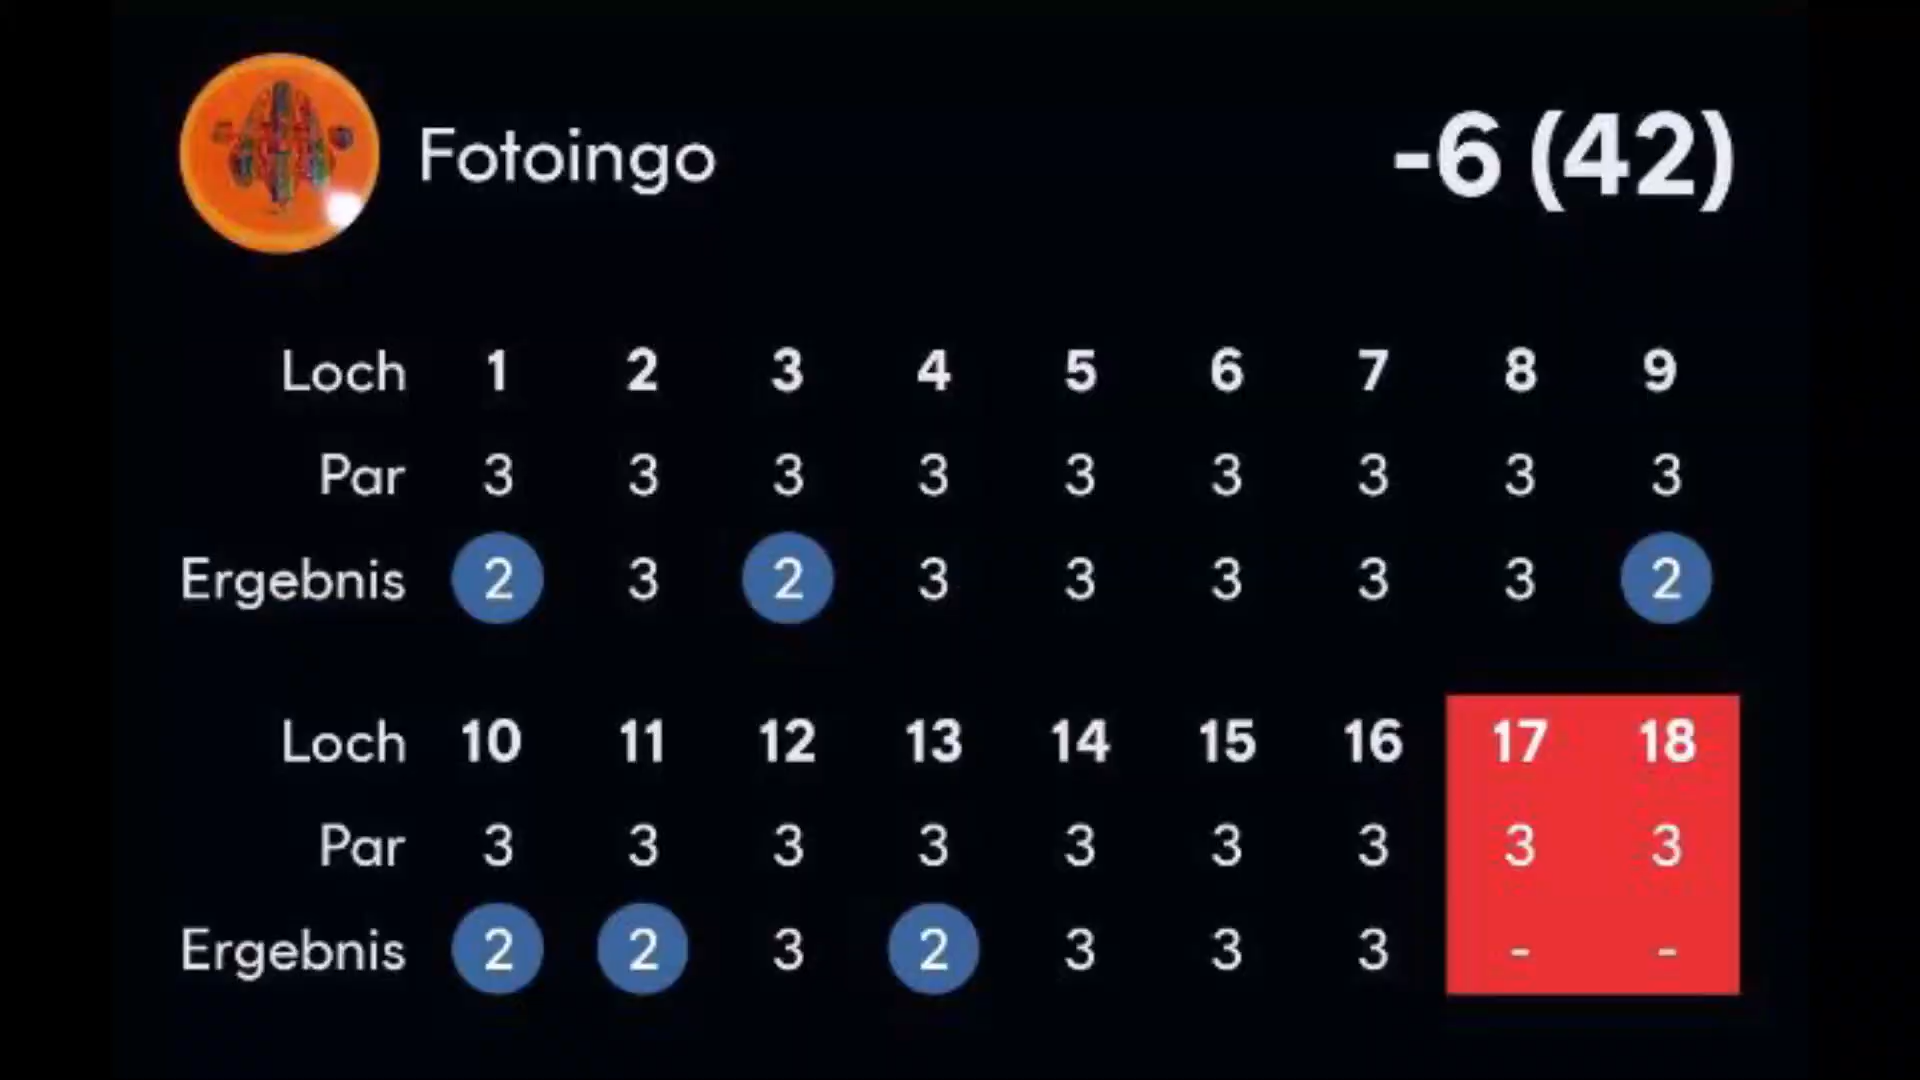 Fotoingo -6 (42)
Loch 1 2 3 4 5 6 7 8 9
Par 3 3 3 3 3 3 3 3 3
Ergebnis 2 3 2 3 3 3 3 3 2
Loch 10 11 12 13 14 15 16 17 18
Par 3 3 3 3 3 3 3 3 3
Ergebnis 2 2 3 2 3 3 3 - -